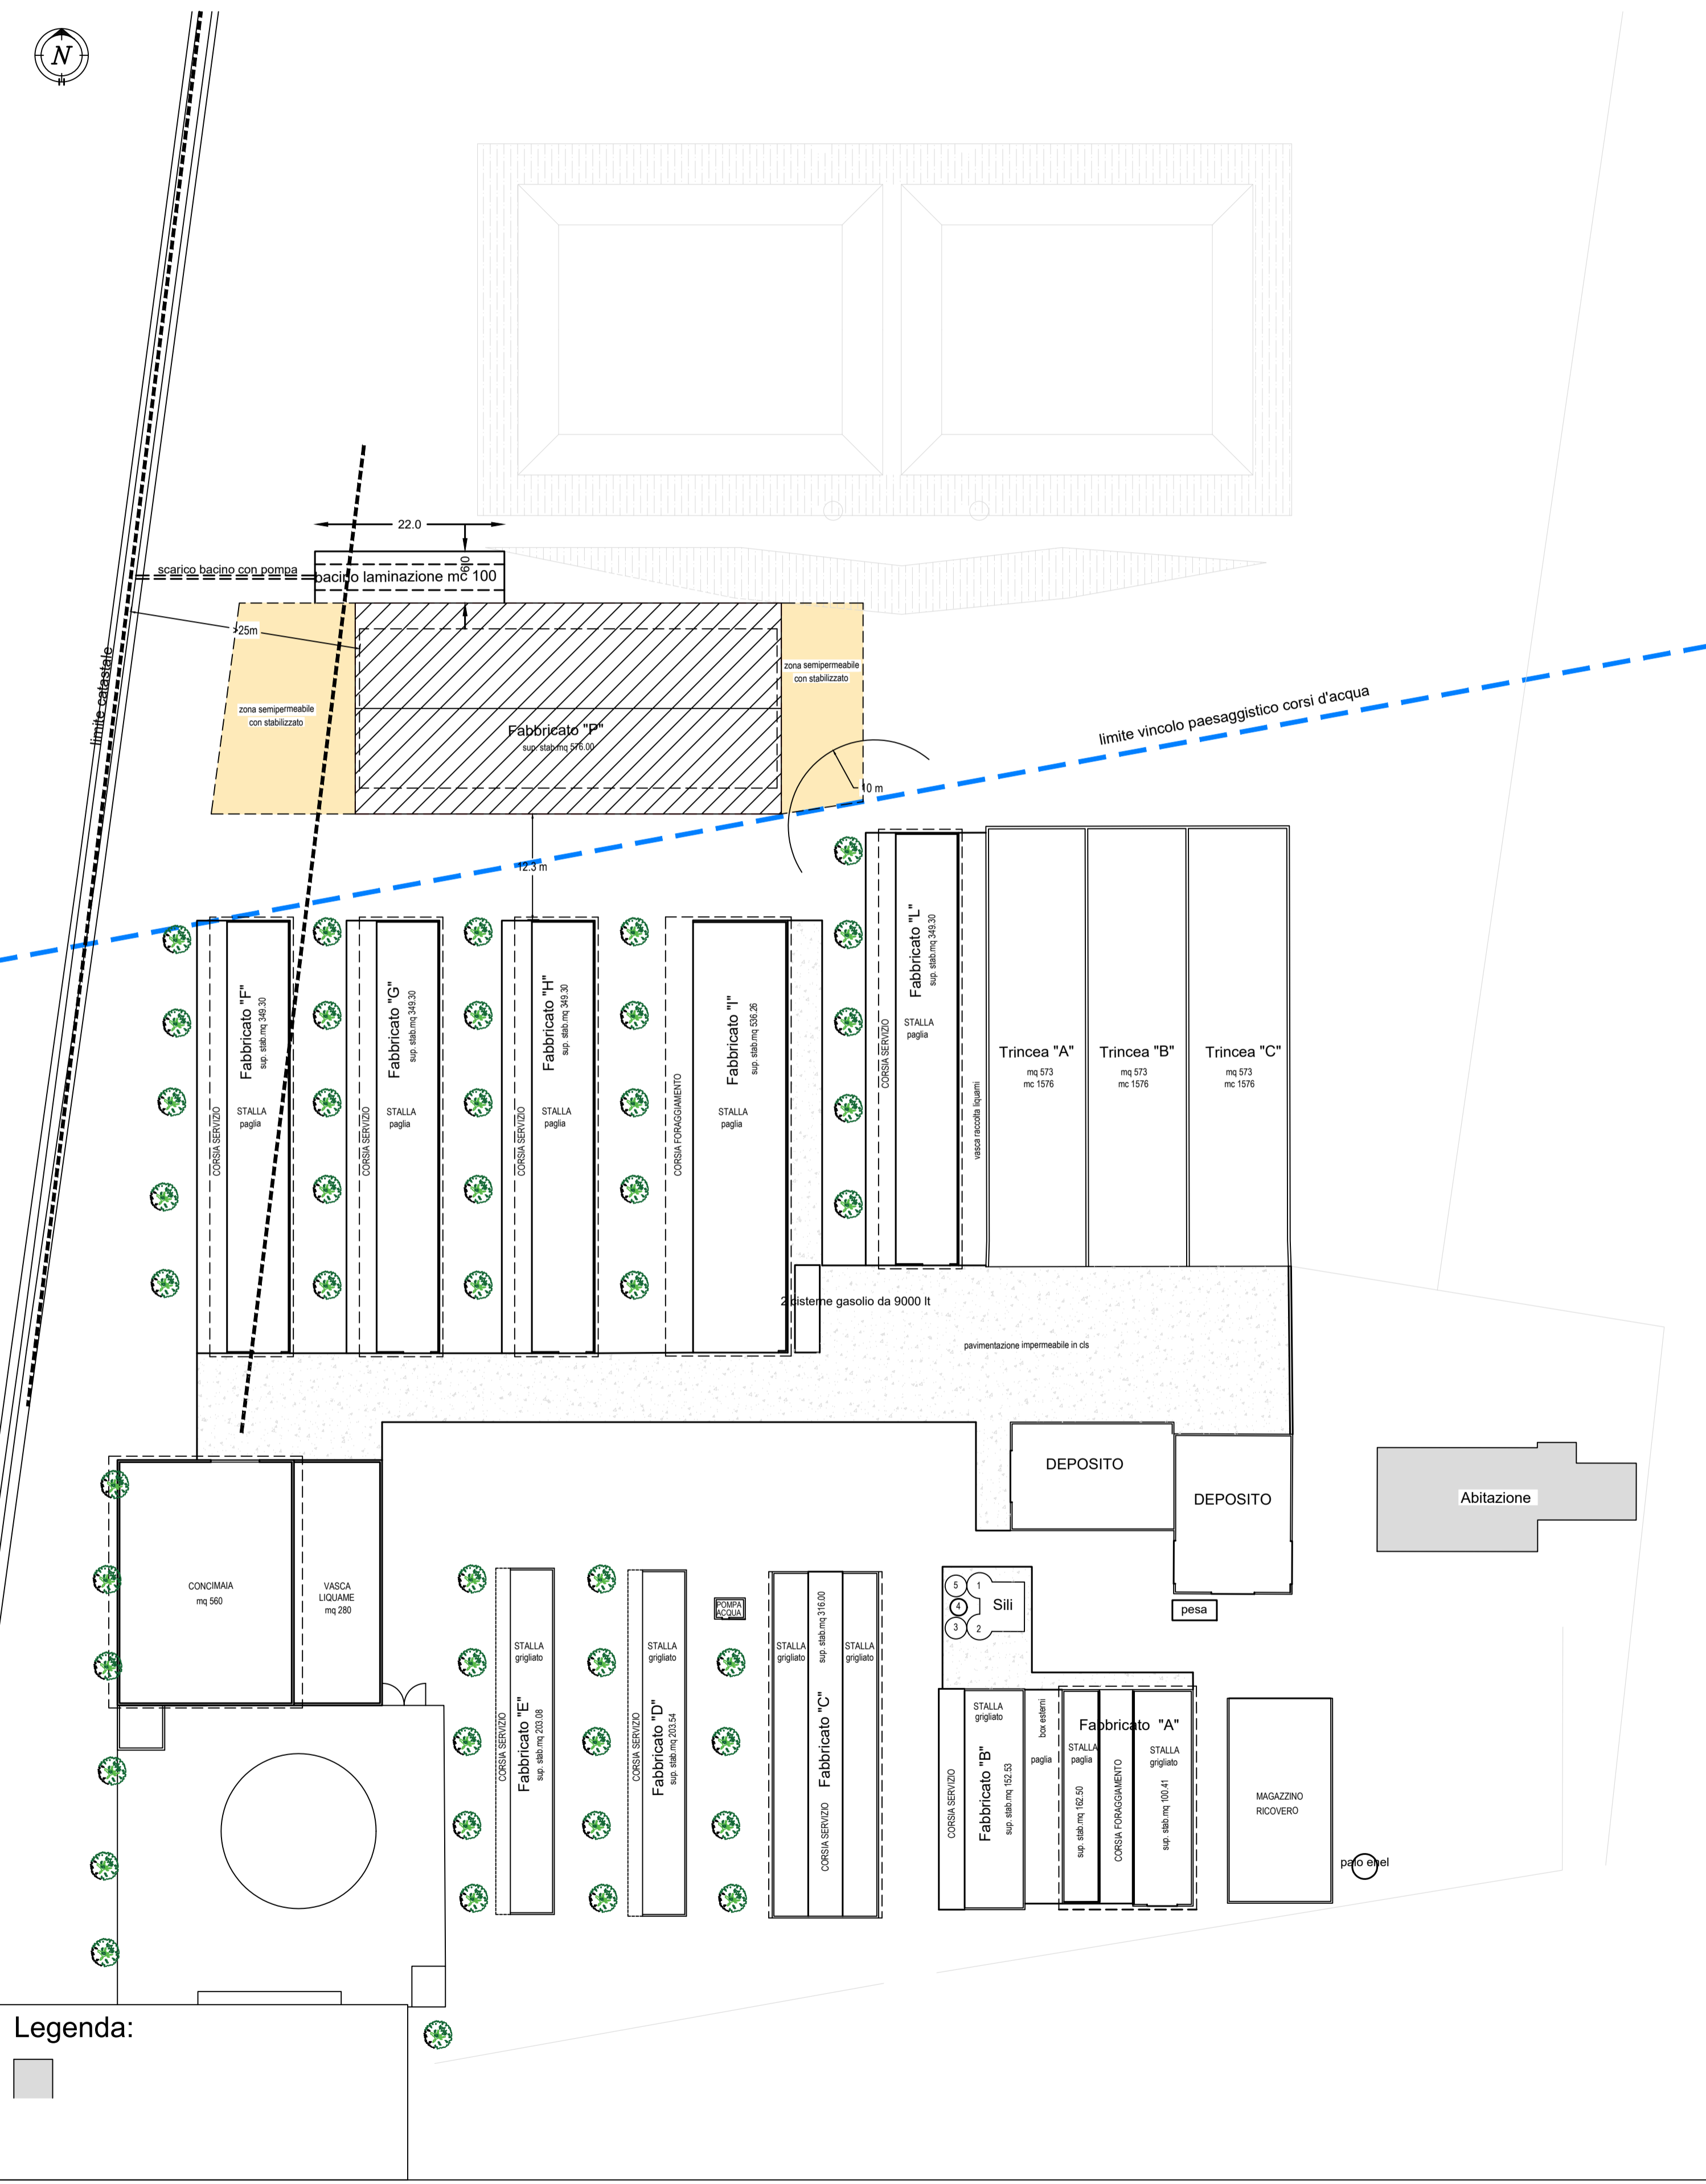 N
22.0
6.0
scarico bacino con pompa
bacino laminazione mc 100
>25m
limite catastale
zona semipermeabile
con stabilizzato
Fabbricato "P"
sup. stab.mq 576.00
zona semipermeabile
con stabilizzato
10 m
limite vincolo paesaggistico corsi d'acqua
12.3 m
Fabbricato "F"
sup. stab.mq 349.30
STALLA
paglia
CORSIA SERVIZIO
Fabbricato "G"
sup. stab.mq 349.30
STALLA
paglia
CORSIA SERVIZIO
Fabbricato "H"
sup. stab.mq 349.30
STALLA
paglia
CORSIA SERVIZIO
Fabbricato "I"
sup. stab.mq 536.26
STALLA
paglia
CORSIA FORAGGIAMENTO
Fabbricato "L"
sup. stab.mq 349.30
STALLA
paglia
CORSIA SERVIZIO
vasca raccolta liquami
Trincea "A"
mq 573
mc 1576
Trincea "B"
mq 573
mc 1576
Trincea "C"
mq 573
mc 1576
2 cisterne gasolio da 9000 lt
pavimentazione impermeabile in cls
DEPOSITO
DEPOSITO
Abitazione
CONCIMAIA
mq 560
VASCA
LIQUAME
mq 280
STALLA
grigliato
CORSIA SERVIZIO
Fabbricato "E"
sup. stab.mq 203.08
STALLA
grigliato
CORSIA SERVIZIO
Fabbricato "D"
sup. stab.mq 203.54
POMPA
ACQUA
STALLA
grigliato
sup. stab.mq 316.00
STALLA
grigliato
Fabbricato "C"
CORSIA SERVIZIO
5
1
4
3
2
Sili
pesa
STALLA
grigliato
Fabbricato "B"
sup. stab.mq 152.53
CORSIA SERVIZIO
box esterni
paglia
Fabbricato "A"
STALLA
paglia
sup. stab.mq 162.50
CORSIA FORAGGIAMENTO
STALLA
grigliato
sup. stab.mq 100.41
MAGAZZINO
RICOVERO
palo enel
Legenda: